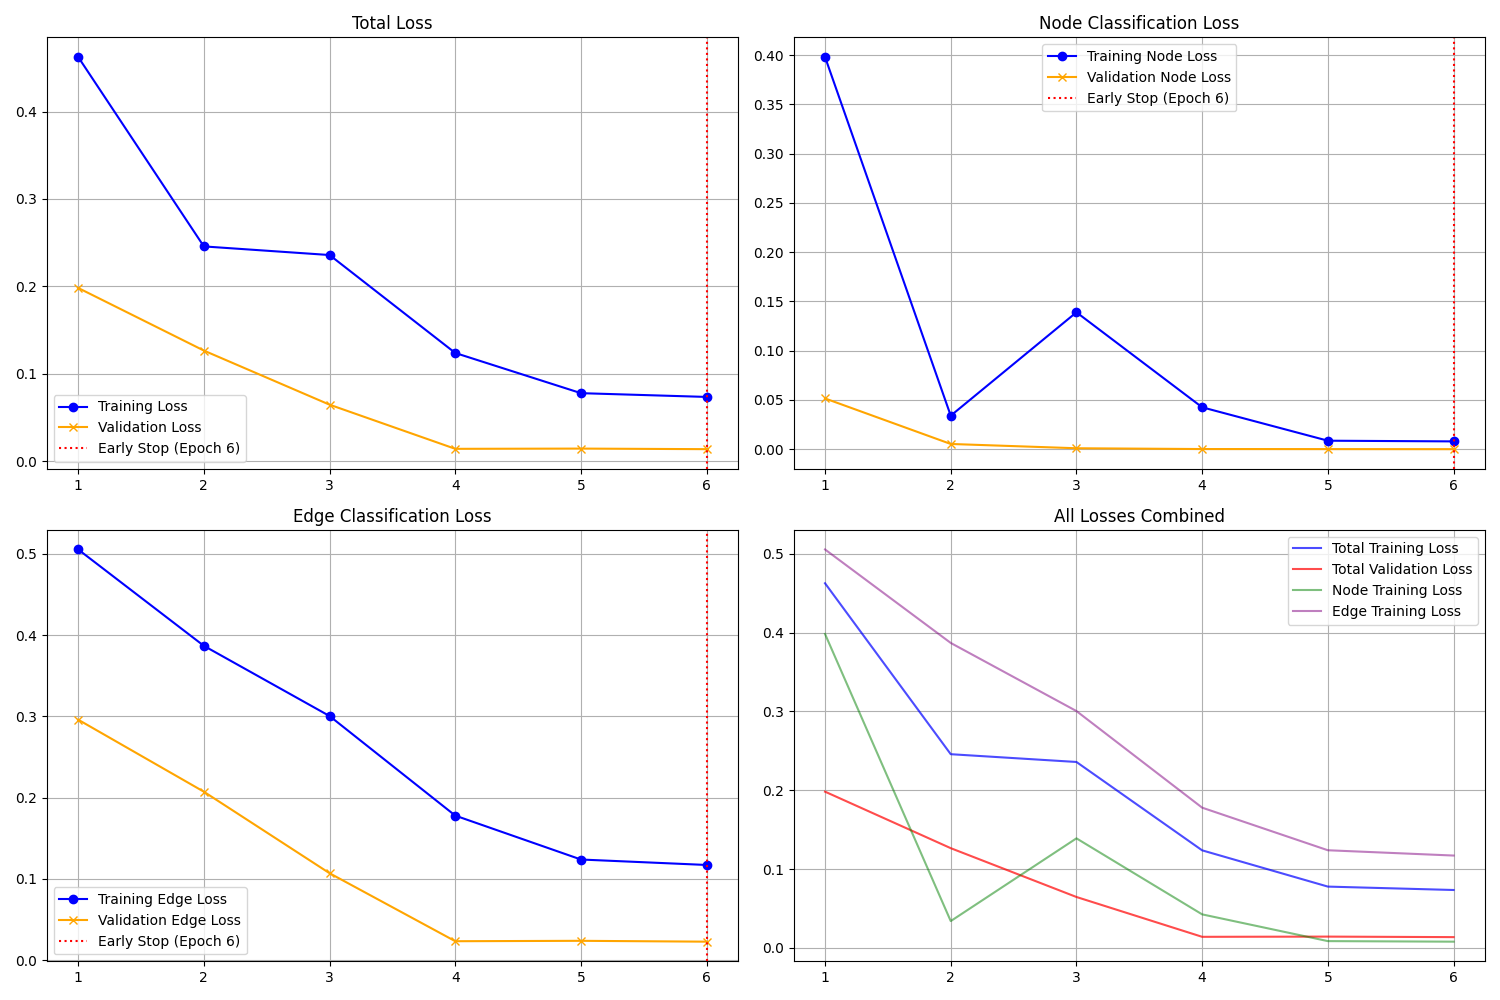 Total Loss
0.4
0.3
0.2
0.1
0.0
Training Loss
Validation Loss
Early Stop (Epoch 6)
1 2 3 4 5 6
Node Classification Loss
0.40
0.35
0.30
0.25
0.20
0.15
0.10
0.05
0.00
Training Node Loss
Validation Node Loss
Early Stop (Epoch 6)
1 2 3 4 5 6
Edge Classification Loss
0.5
0.4
0.3
0.2
0.1
0.0
Training Edge Loss
Validation Edge Loss
Early Stop (Epoch 6)
1 2 3 4 5 6
All Losses Combined
0.5
0.4
0.3
0.2
0.1
0.0
Total Training Loss
Total Validation Loss
Node Training Loss
Edge Training Loss
1 2 3 4 5 6